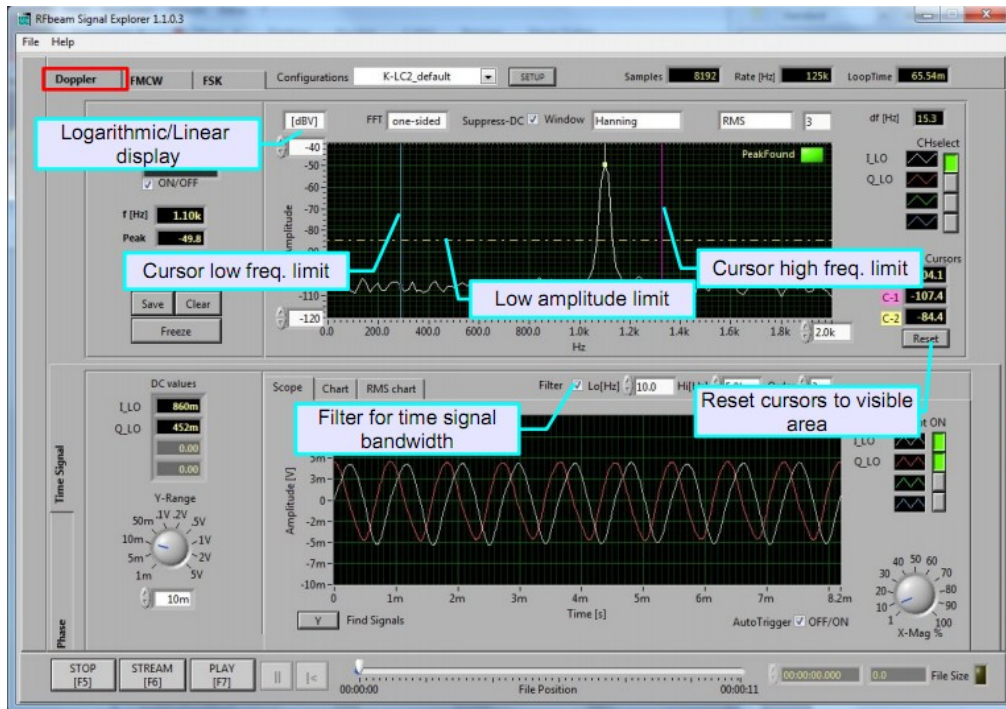 RFbeam Signal Explorer 1.1.0.3
File Help
Doppler FMCW FSK
Configurations K-LC2_default SETUP Samples 8192 Rate [Hz] 125k LoopTime 65.54m
[dBV] FFT one-sided Suppress-DC Window Hanning RMS 3 df [Hz] 15.3
Logarithmic/Linear display
ON/OFF
f [Hz] 1.10k
Peak -49.8
Save Clear
Freeze
-40
-50
-60
-70
-80
-90
-110
-120
PeakFound
Cursor low freq. limit
Low amplitude limit
Cursor high freq. limit
0.0 200.0 400.0 600.0 800.0 1.0k 1.2k 1.4k 1.6k 1.8k 2.0k
Hz
CHselect
I_LO
Q_LO
Cursors
C-1 -107.4
C-2 -84.4
Reset
Reset cursors to visible area
Time Signal
Phase
DC values
I_LO 860m
Q_LO 452m
0.00
0.00
Y-Range
1m 5m 10m 50m .1V .2V .5V 1V 2V 5V
10m
Scope Chart RMS chart Filter Lo[Hz] 10.0
Filter for time signal bandwidth
Amplitude [V]
5m
3m
0
-2m
-5m
-7m
-10m
0 1m 2m 3m 4m 5m 6m 7m 8.2m
Time [s]
Y Find Signals AutoTrigger OFF/ON
ON
I_LO
Q_LO
1 10 20 30 40 50 60 70 80 90 100
X-Mag %
STOP [F5] STREAM [F6] PLAY [F7]
00:00:00 File Position 00:00:11
00:00:00.000 0.0 File Size